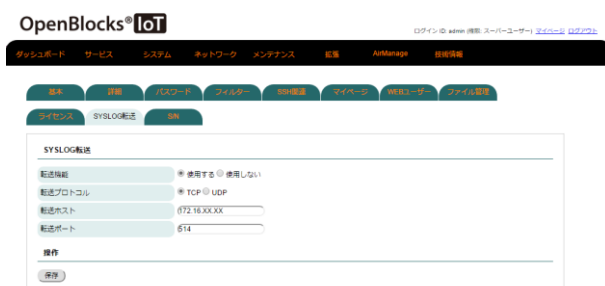 OpenBlocks® IoT
ログインID: admin (権限: スーパーユーザー) マイページ ログアウト
ダッシュボード サービス システム ネットワーク メンテナンス 拡張 AirManage 技術情報
基本 詳細 パスワード フィルター SSH関連 マイページ WEBユーザー ファイル管理
ライセンス SYSLOG転送 S/N
SYSLOG転送
転送機能 使用する 使用しない
転送プロトコル TCP UDP
転送ホスト 172.16.XX.XX
転送ポート 514
操作
保存